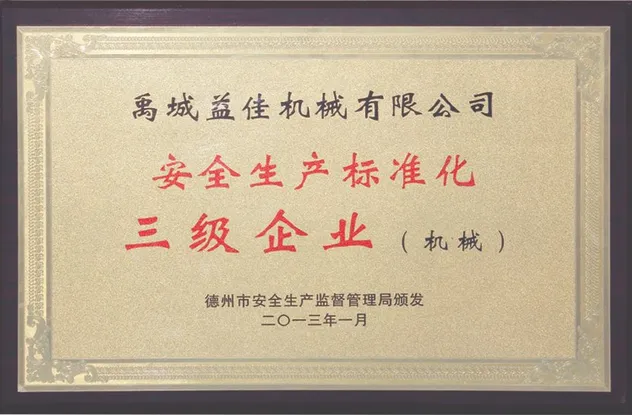 禹城益佳机械有限公司
安全生产标准化
三级企业（机械）
德州市安全生产监督管理局颁发
二〇一三年一月